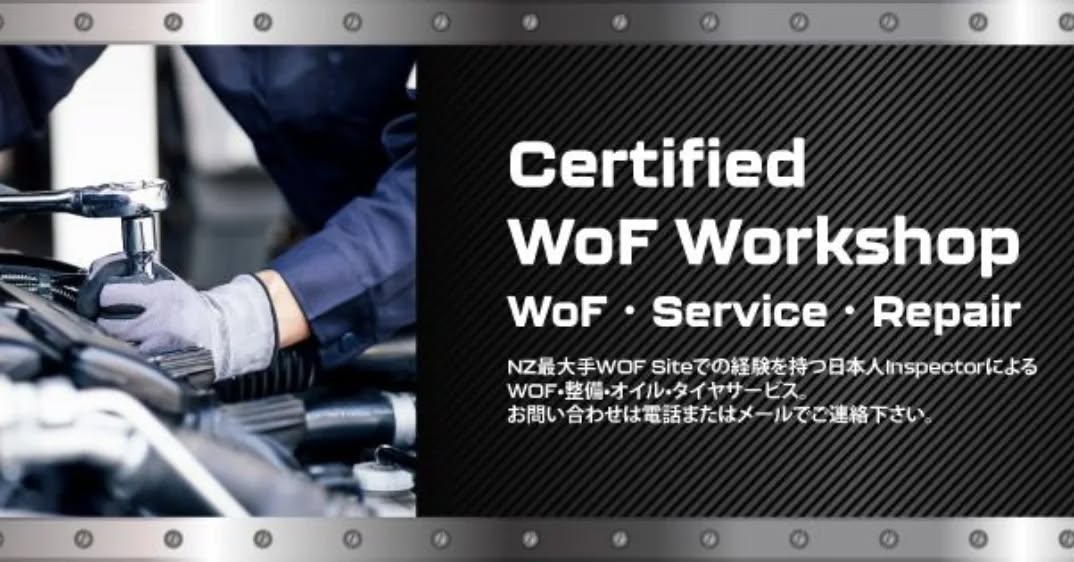 Certified
WoF Workshop
WoF・Service・Repair
NZ最大手WOF Siteでの経験を持つ日本人Inspectorによる
WOF・整備・オイル・タイヤサービス。
お問い合わせは電話またはメールでご連絡下さい。